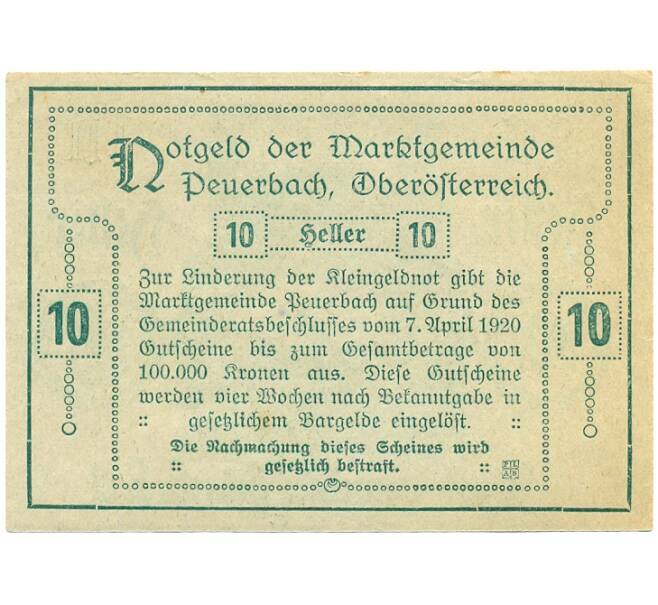 Notgeld der Marktgemeinde
Peuerbach, Oberösterreich.
10 Heller 10
10
10
Zur Linderung der Kleingeldnot gibt die
Marktgemeinde Peuerbach auf Grund des
Gemeinderatsbeschlusses vom 7. April 1920
Gutscheine bis zum Gesamtbetrage von
100.000 Kronen aus. Diese Gutscheine
werden vier Wochen nach Bekanntgabe in
:: gesetzlichem Bargelde eingelöst. ::
Die Nachmachung dieses Scheines wird
:: gesetzlich bestraft. ::